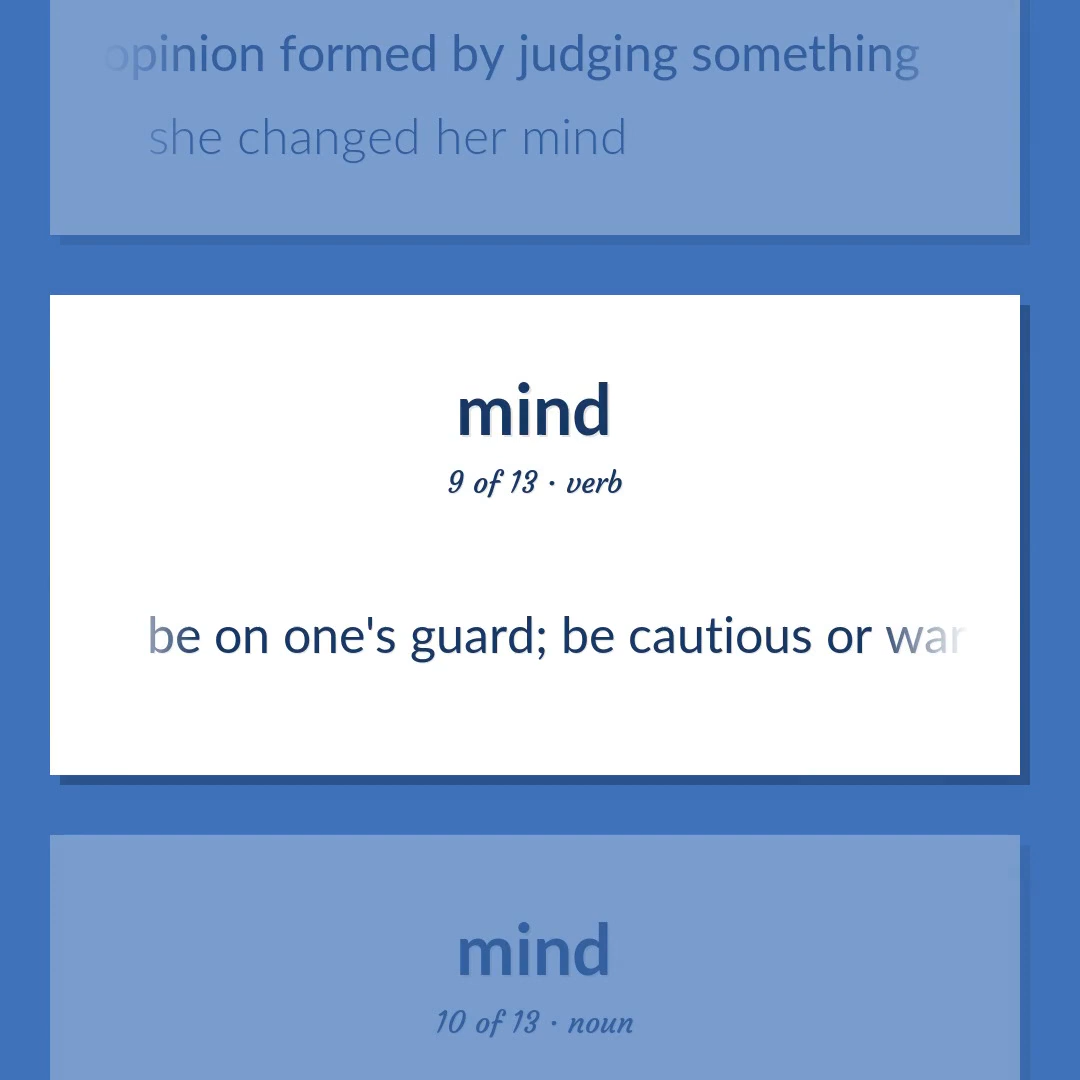 opinion formed by judging something
she changed her mind
mind
9 of 13 · verb
be on one's guard; be cautious or war
mind
10 of 13 · noun